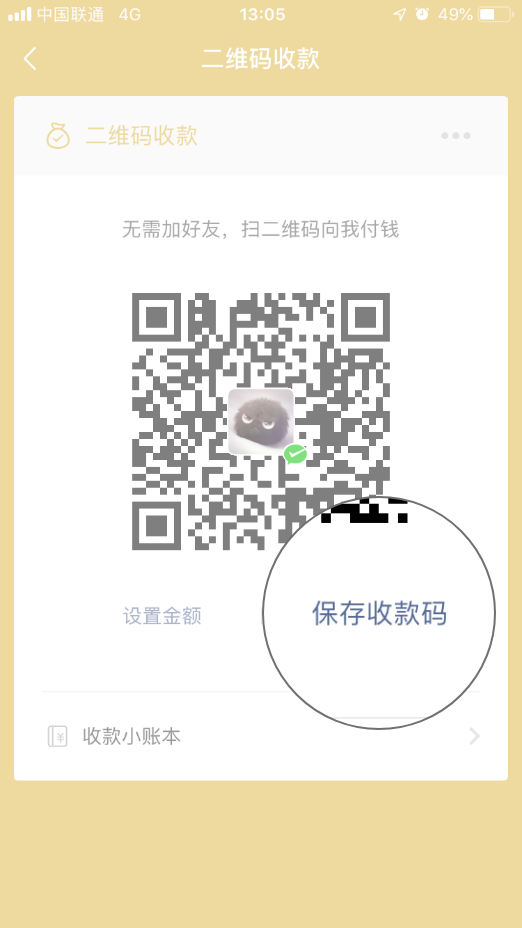 中国联通 4G 13:05 49%
二维码收款
二维码收款
无需加好友，扫二维码向我付钱
设置金额 保存收款码
收款小账本